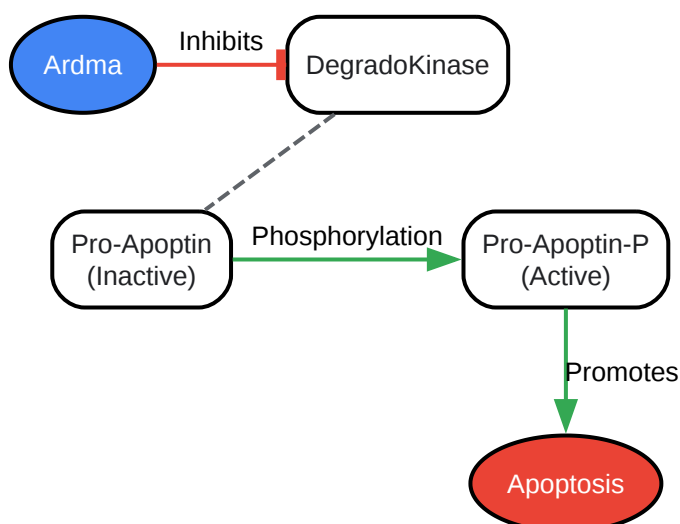 Inhibits
Ardma
DegradoKinase
Pro-Apoptin
(Inactive)
Phosphorylation
Pro-Apoptin-P
(Active)
Promotes
Apoptosis